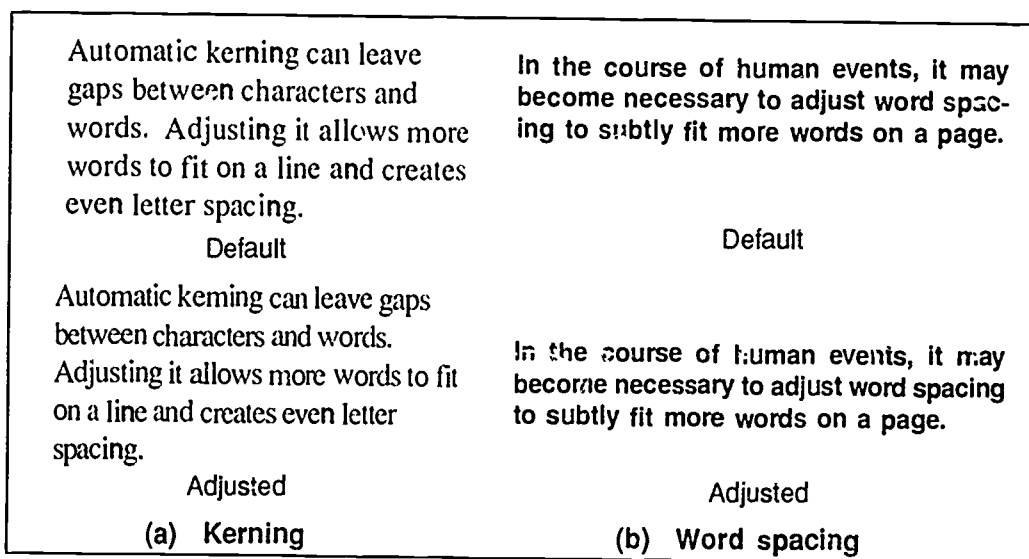 Automatic kerning can leave
gaps between characters and
words. Adjusting it allows more
words to fit on a line and creates
even letter spacing.
Default
Automatic kerning can leave gaps
between characters and words.
Adjusting it allows more words to fit
on a line and creates even letter
spacing.
Adjusted
(a) Kerning
In the course of human events, it may
become necessary to adjust word spac-
ing to subtly fit more words on a page.
Default
In the course of human events, it may
become necessary to adjust word spacing
to subtly fit more words on a page.
Adjusted
(b) Word spacing